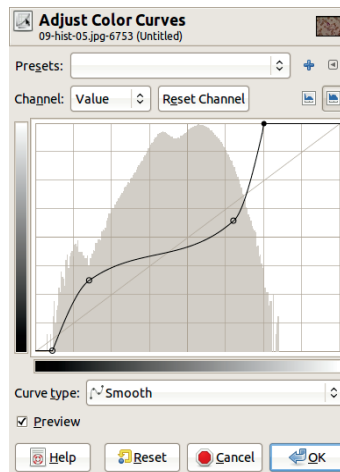 Adjust Color Curves
09-hist-05.jpg-6753 (Untitled)
Presets:
Channel: Value Reset Channel
Curve type: Smooth
Preview
Help Reset Cancel OK